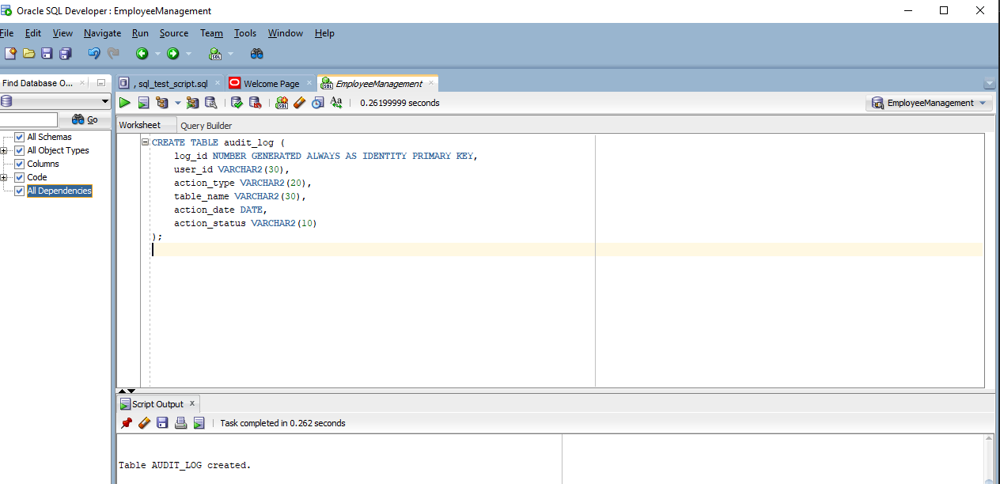 Oracle SQL Developer : EmployeeManagement
File Edit View Navigate Run Source Team Tools Window Help
Find Database O...
, sql_test_script.sql
Welcome Page
EmployeeManagement
0.26199999 seconds
EmployeeManagement
Go
Worksheet
Query Builder
All Schemas
All Object Types
Columns
Code
All Dependencies
CREATE TABLE audit_log (
log_id NUMBER GENERATED ALWAYS AS IDENTITY PRIMARY KEY,
user_id VARCHAR2(30),
action_type VARCHAR2(20),
table_name VARCHAR2(30),
action_date DATE,
action_status VARCHAR2(10)
);
Script Output
Task completed in 0.262 seconds
Table AUDIT_LOG created.